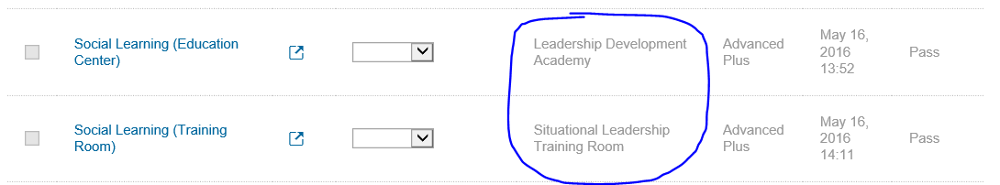 Social Learning (Education Center)
Leadership Development Academy
Advanced Plus
May 16, 2016 13:52
Pass
Social Learning (Training Room)
Situational Leadership Training Room
Advanced Plus
May 16, 2016 14:11
Pass